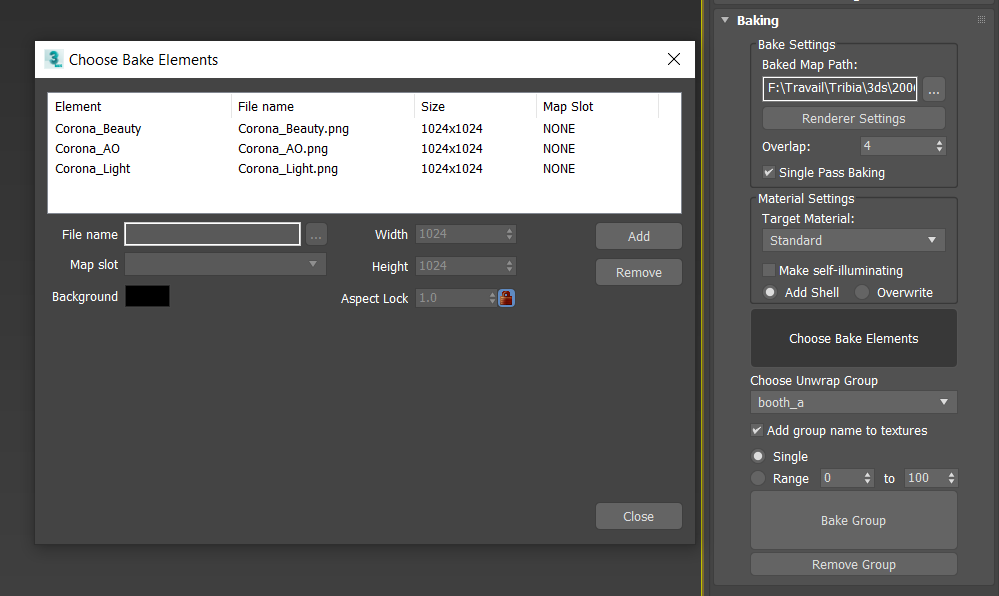 Choose Bake Elements
Element File name Size Map Slot
Corona_Beauty Corona_Beauty.png 1024x1024 NONE
Corona_AO Corona_AO.png 1024x1024 NONE
Corona_Light Corona_Light.png 1024x1024 NONE
File name ... Width 1024 Add
Map slot Height 1024 Remove
Background Aspect Lock 1.0
Close
Baking
Bake Settings
Baked Map Path:
F:\Travail\Tribia\3ds\200 ...
Renderer Settings
Overlap: 4
Single Pass Baking
Material Settings
Target Material:
Standard
Make self-illuminating
Add Shell Overwrite
Choose Bake Elements
Choose Unwrap Group
booth_a
Add group name to textures
Single
Range 0 to 100
Bake Group
Remove Group